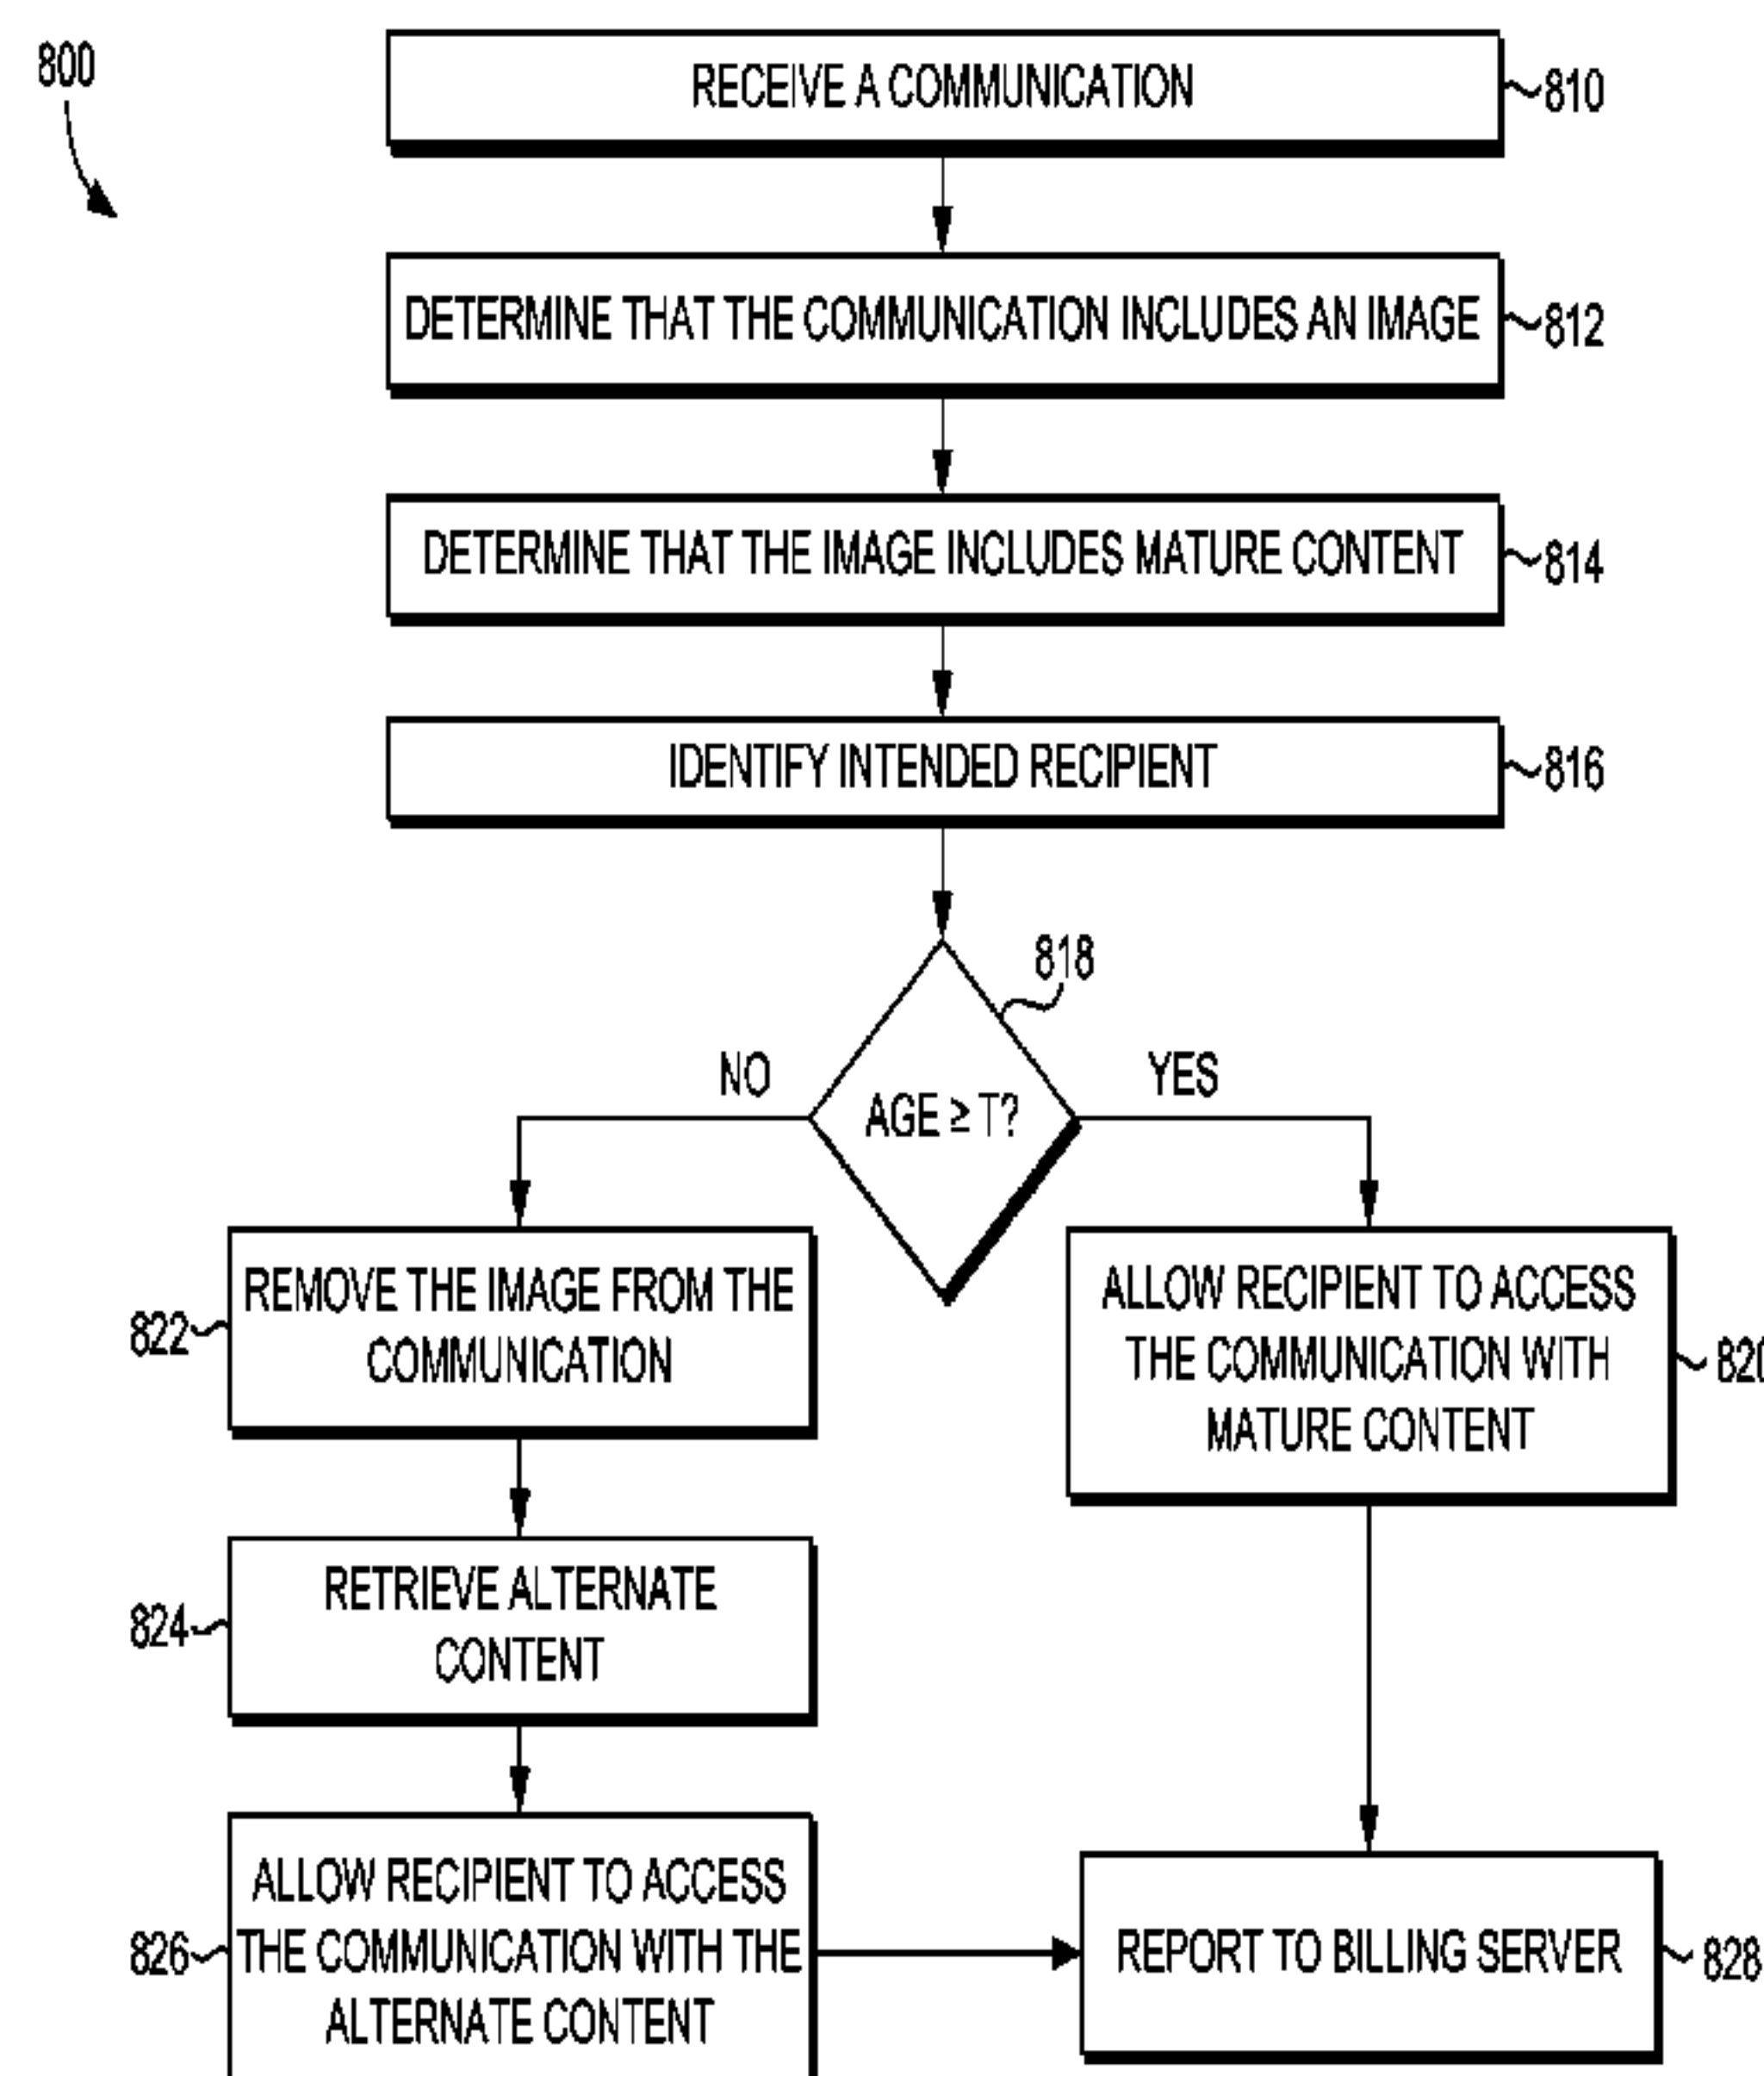 800
RECEIVE A COMMUNICATION
810
DETERMINE THAT THE COMMUNICATION INCLUDES AN IMAGE
812
DETERMINE THAT THE IMAGE INCLUDES MATURE CONTENT
814
IDENTIFY INTENDED RECIPIENT
816
818
AGE ≥ T?
NO
YES
REMOVE THE IMAGE FROM THE
COMMUNICATION
822
ALLOW RECIPIENT TO ACCESS
THE COMMUNICATION WITH
MATURE CONTENT
820
RETRIEVE ALTERNATE
CONTENT
824
ALLOW RECIPIENT TO ACCESS
THE COMMUNICATION WITH THE
ALTERNATE CONTENT
826
REPORT TO BILLING SERVER
828